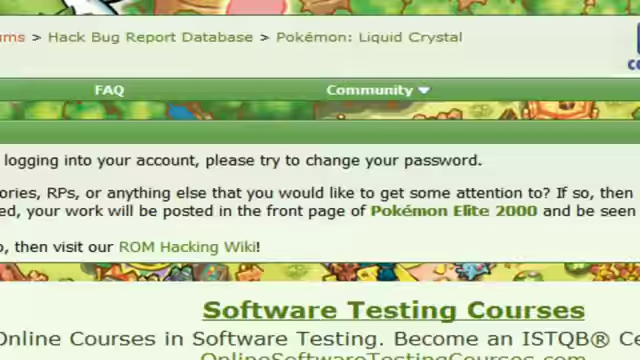 > Hack Bug Report Database > Pokémon: Liquid Crystal
FAQ Community
logging into your account, please try to change your password.
RPs, or anything else that you would like to get some attention to? If so, then
your work will be posted in the front page of Pokémon Elite 2000 and be seen
then visit our ROM Hacking Wiki!
Software Testing Courses
Online Courses in Software Testing. Become an ISTQB® Ce
OnlineSoftwareTestingCourses.com